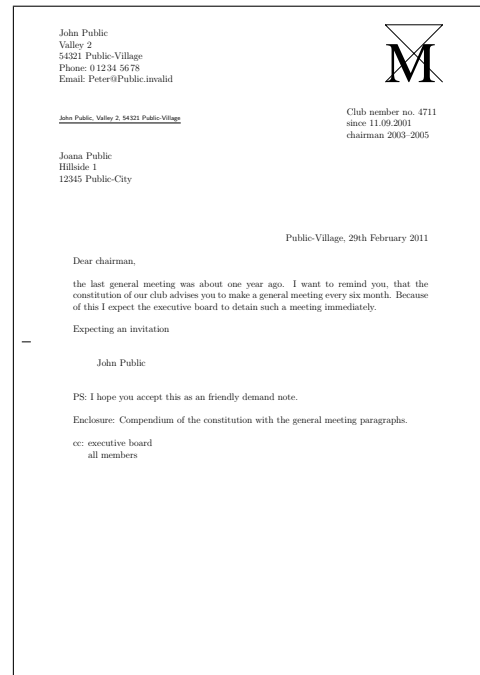 John Public
Valley 2
54321 Public-Village
Phone: 0 12 34 56 78
Email: Peter@Public.invalid
M
John Public, Valley 2, 54321 Public-Village
Club nember no. 4711
since 11.09.2001
chairman 2003–2005
Joana Public
Hillside 1
12345 Public-City
Public-Village, 29th February 2011
Dear chairman,
the last general meeting was about one year ago. I want to remind you, that the
constitution of our club advises you to make a general meeting every six month. Because
of this I expect the executive board to detain such a meeting immediately.
Expecting an invitation
John Public
PS: I hope you accept this as an friendly demand note.
Enclosure: Compendium of the constitution with the general meeting paragraphs.
cc: executive board
all members